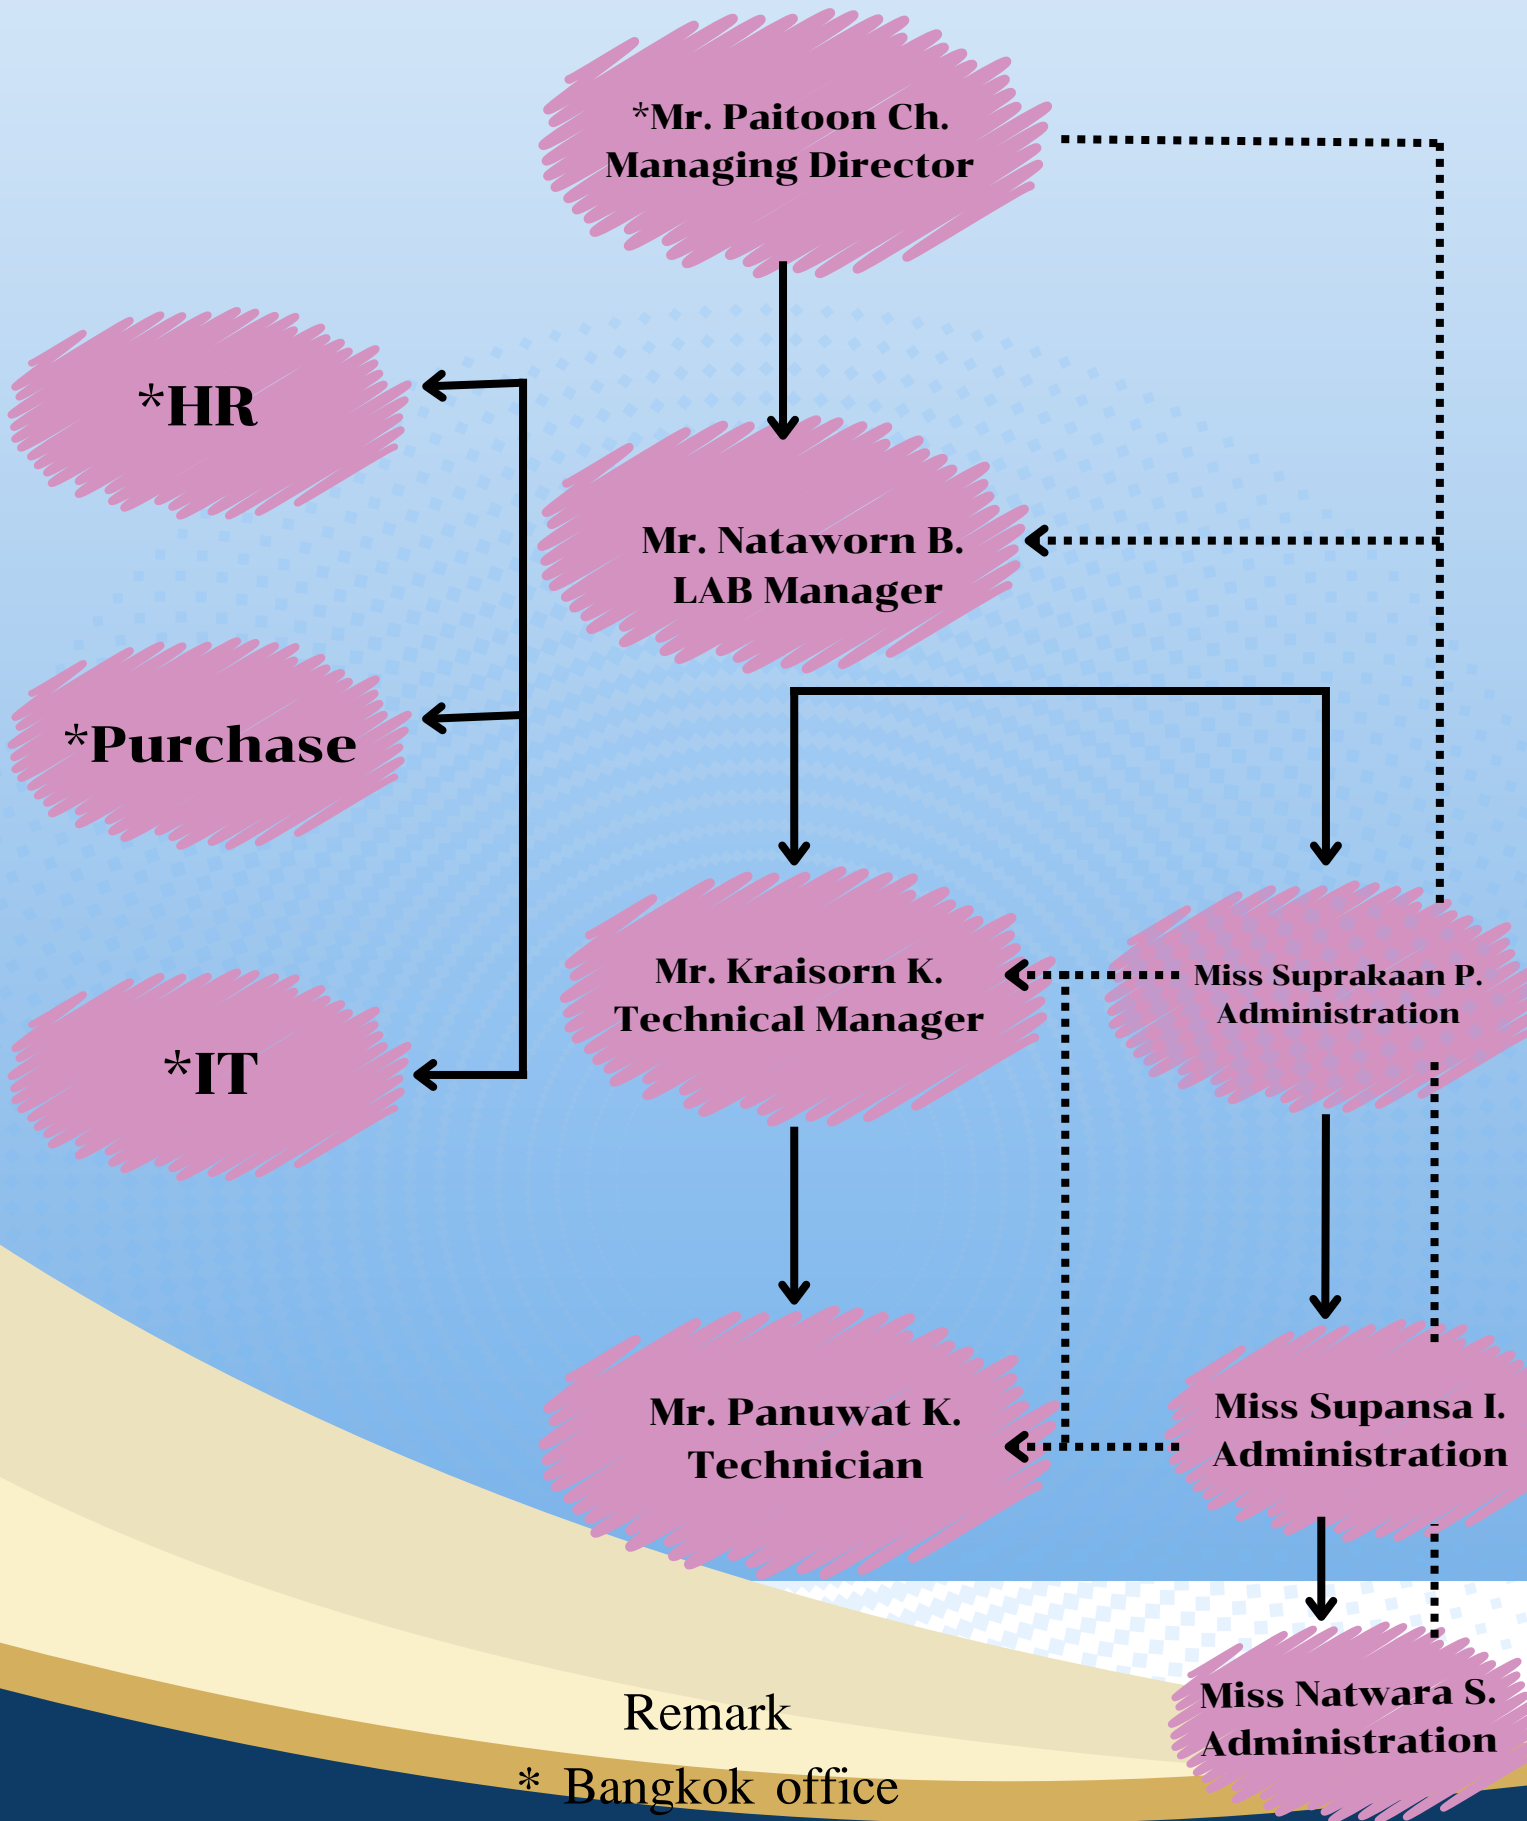 *Mr. Paitoon Ch.
Managing Director
*HR
Mr. Nataworn B.
LAB Manager
*Purchase
Mr. Kraisorn K.
Technical Manager
Miss Suprakaan P.
Administration
*IT
Mr. Panuwat K.
Technician
Miss Supansa I.
Administration
Miss Natwara S.
Administration
Remark
* Bangkok office